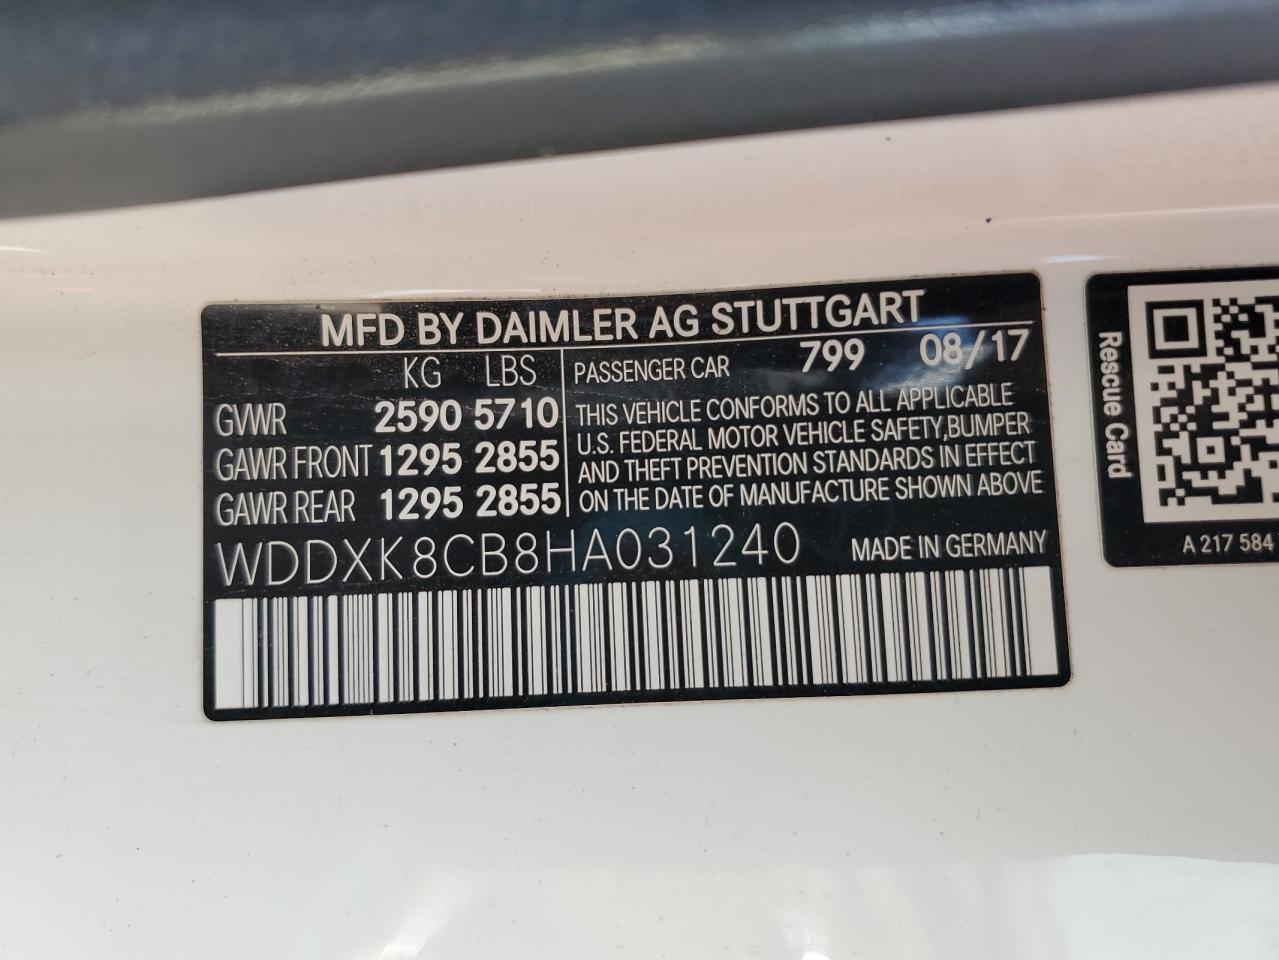 MFD BY DAIMLER AG STUTTGART
KG LBS
GVWR 2590 5710
GAWR FRONT 1295 2855
GAWR REAR 1295 2855
PASSENGER CAR 799 08/17
THIS VEHICLE CONFORMS TO ALL APPLICABLE
U.S. FEDERAL MOTOR VEHICLE SAFETY,BUMPER
AND THEFT PREVENTION STANDARDS IN EFFECT
ON THE DATE OF MANUFACTURE SHOWN ABOVE
WDDXK8CB8HA031240 MADE IN GERMANY
Rescue Card
A 217 584